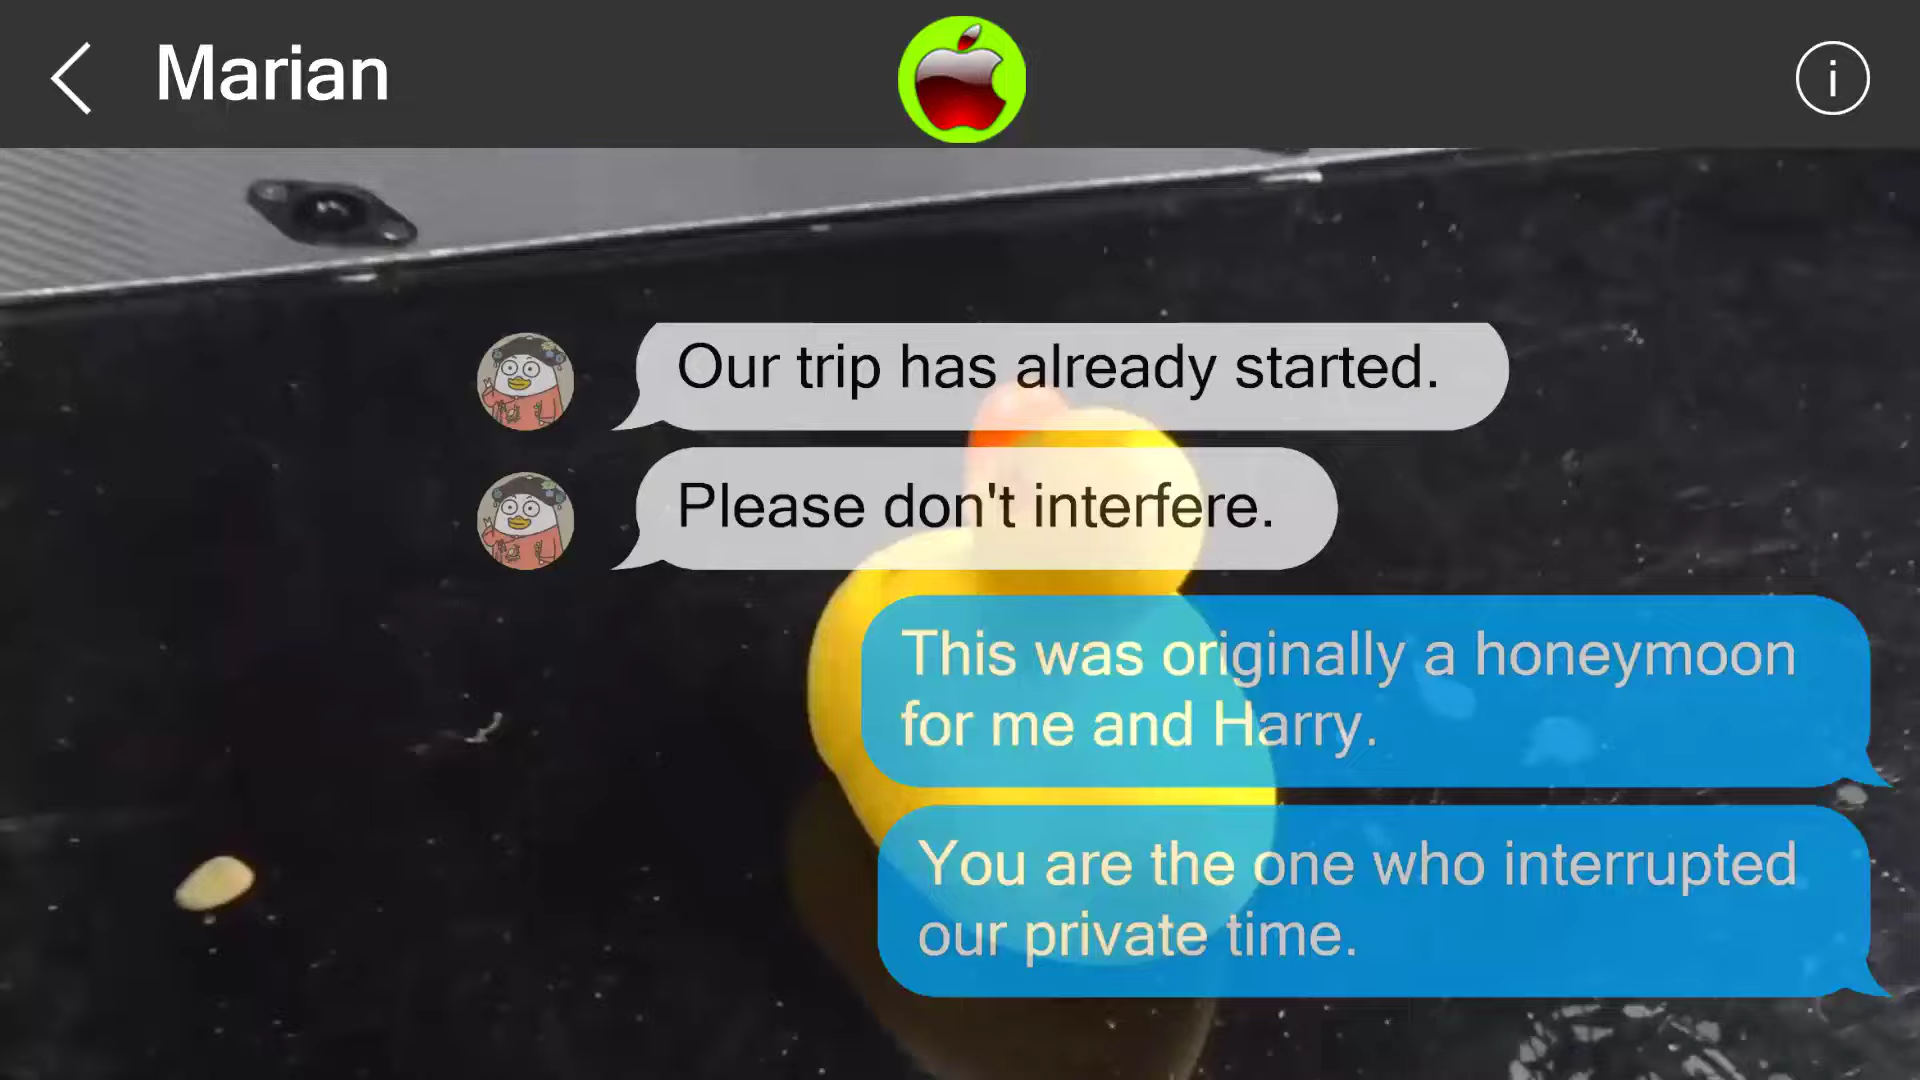 Marian
i
Our trip has already started.
Please don't interfere.
This was originally a honeymoon
for me and Harry.
You are the one who interrupted
our private time.